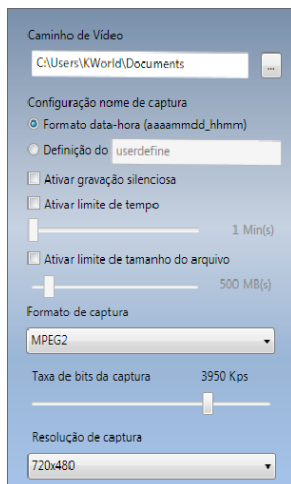 Caminho de Vídeo
C:\Users\KWorld\Documents
...
Configuração nome de captura
Formato data-hora (aaaammdd_hhmm)
Definição do userdefine
Ativar gravação silenciosa
Ativar limite de tempo
1 Min(s)
Ativar limite de tamanho do arquivo
500 MB(s)
Formato de captura
MPEG2
Taxa de bits da captura 3950 Kps
Resolução de captura
720x480